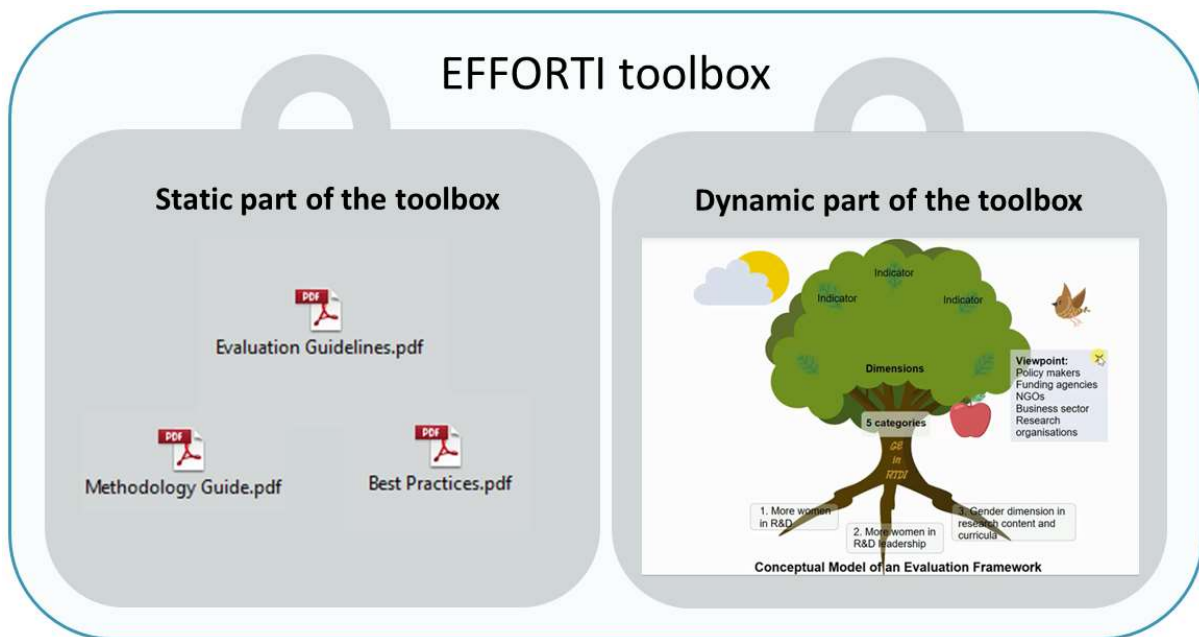 EFFORTI toolbox
Static part of the toolbox
PDF
Evaluation Guidelines.pdf
PDF
Methodology Guide.pdf
PDF
Best Practices.pdf
Dynamic part of the toolbox
Indicator
Indicator
Indicator
Dimensions
Viewpoint:
Policy makers
Funding agencies
NGOs
Business sector
Research
organisations
5 categories
GE
in
RTDI
1. More women
in R&D
2. More women in
R&D leadership
3. Gender dimension in
research content and
curricula
Conceptual Model of an Evaluation Framework